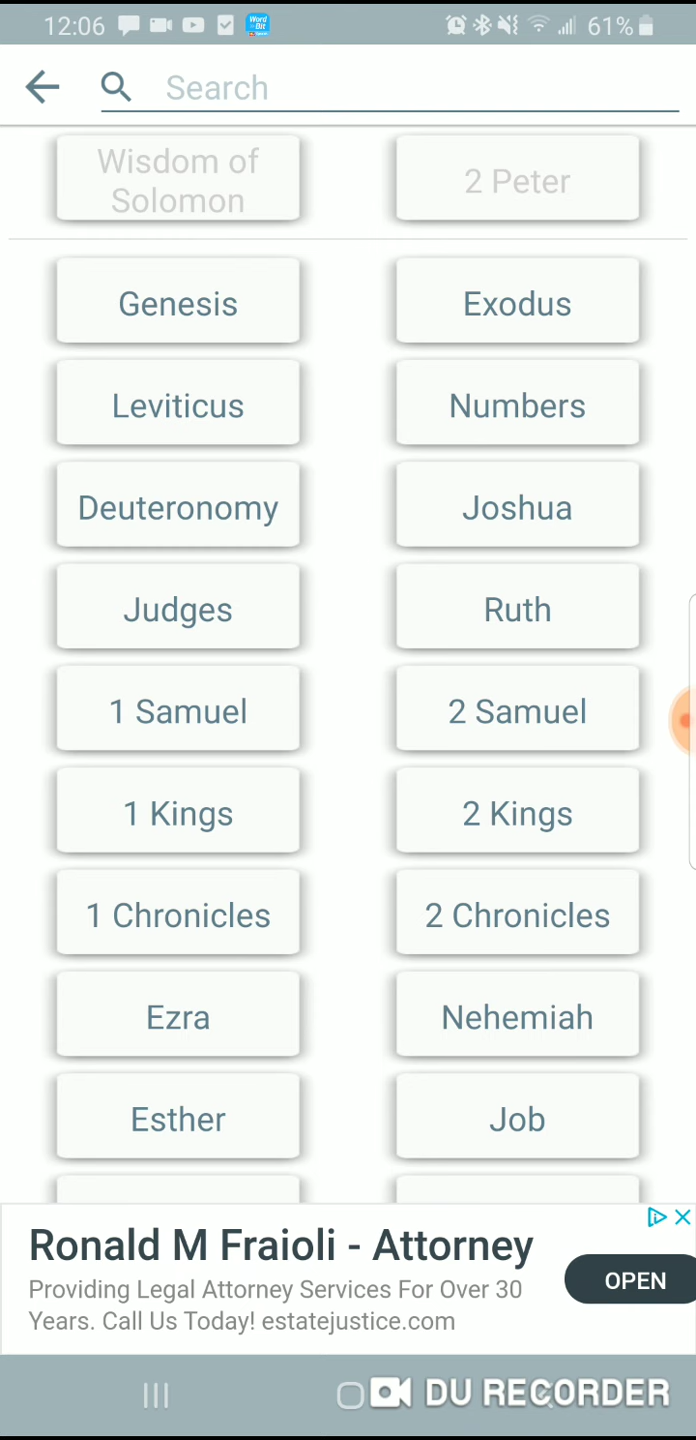 12:06
Word
Bit
61%
Search
Wisdom of
Solomon
2 Peter
Genesis
Exodus
Leviticus
Numbers
Deuteronomy
Joshua
Judges
Ruth
1 Samuel
2 Samuel
1 Kings
2 Kings
1 Chronicles
2 Chronicles
Ezra
Nehemiah
Esther
Job
Ronald M Fraioli - Attorney
Providing Legal Attorney Services For Over 30
Years. Call Us Today! estatejustice.com
OPEN
DU RECORDER